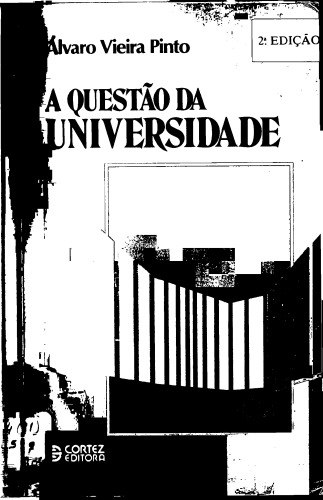 Álvaro Vieira Pinto
2ª EDIÇÃO
A QUESTÃO DA
UNIVERSIDADE
CORTEZ
EDITORA